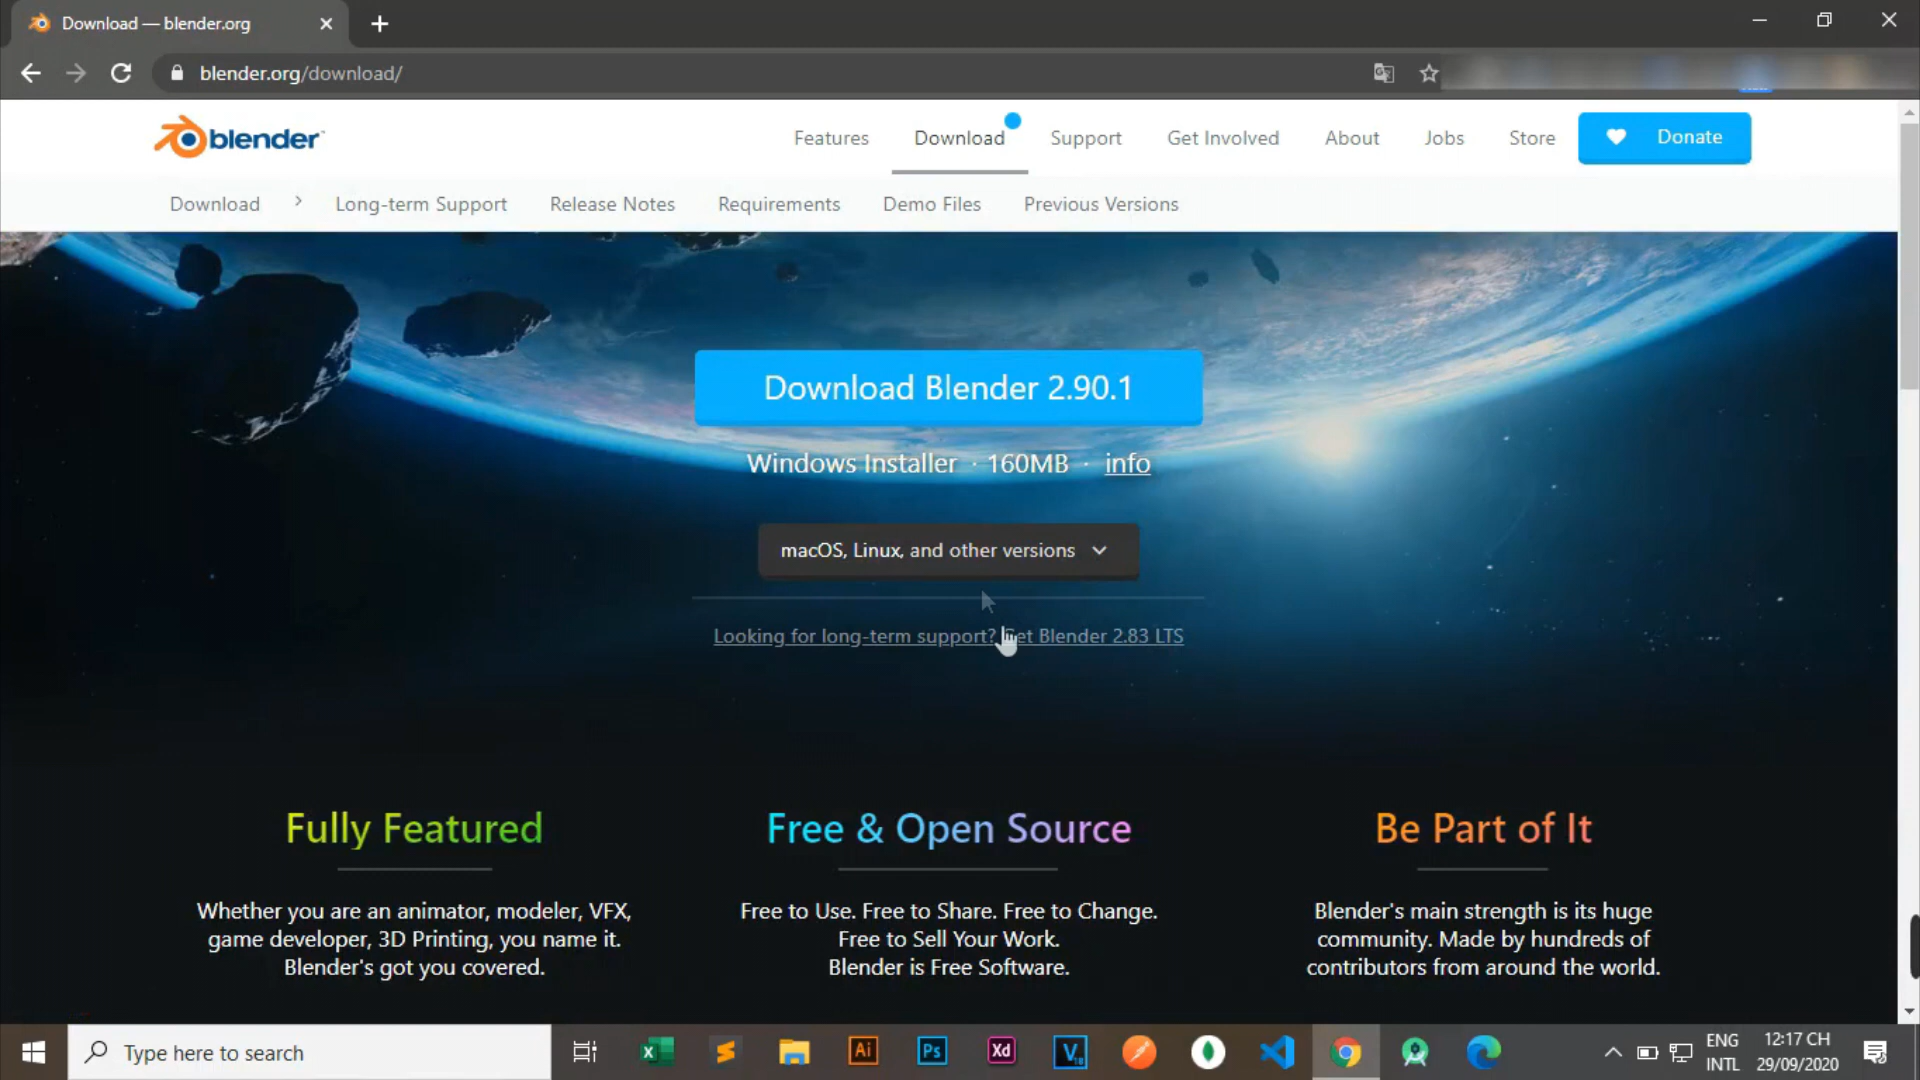 Download — blender.org
blender.org/download/
blender™
Features
Download
Support
Get Involved
About
Jobs
Store
Donate
Download
Long-term Support
Release Notes
Requirements
Demo Files
Previous Versions
Download Blender 2.90.1
Windows Installer · 160MB · info
macOS, Linux, and other versions
Looking for long-term support? Get Blender 2.83 LTS
Fully Featured
Whether you are an animator, modeler, VFX,
game developer, 3D Printing, you name it.
Blender's got you covered.
Free & Open Source
Free to Use. Free to Share. Free to Change.
Free to Sell Your Work.
Blender is Free Software.
Be Part of It
Blender's main strength is its huge
community. Made by hundreds of
contributors from around the world.
Type here to search
Ai
Ps
Xd
ENG
INTL
12:17 CH
29/09/2020